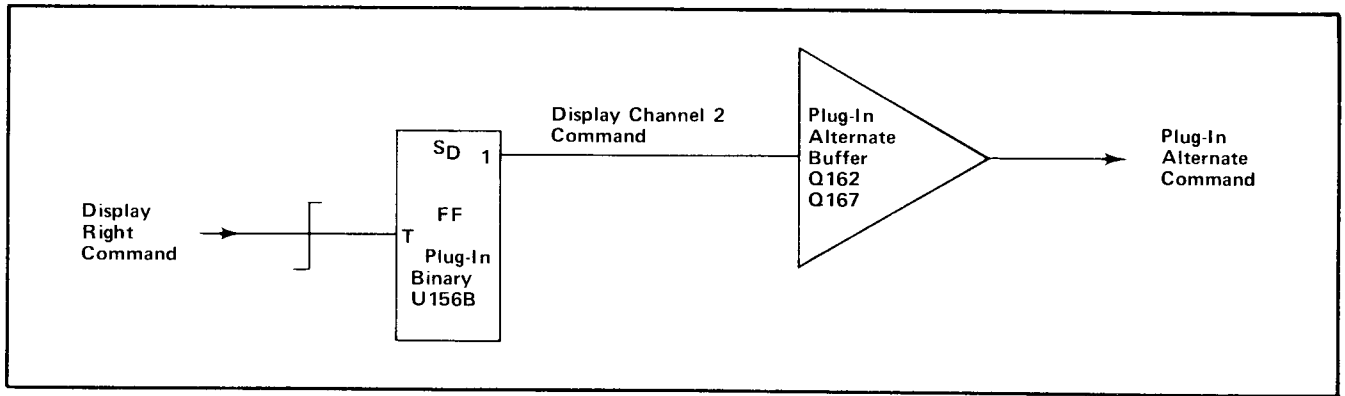 Display
Right
Command
SD 1
FF
T
Plug-In
Binary
U156B
Display Channel 2
Command
Plug-In
Alternate
Buffer
Q162
Q167
Plug-In
Alternate
Command